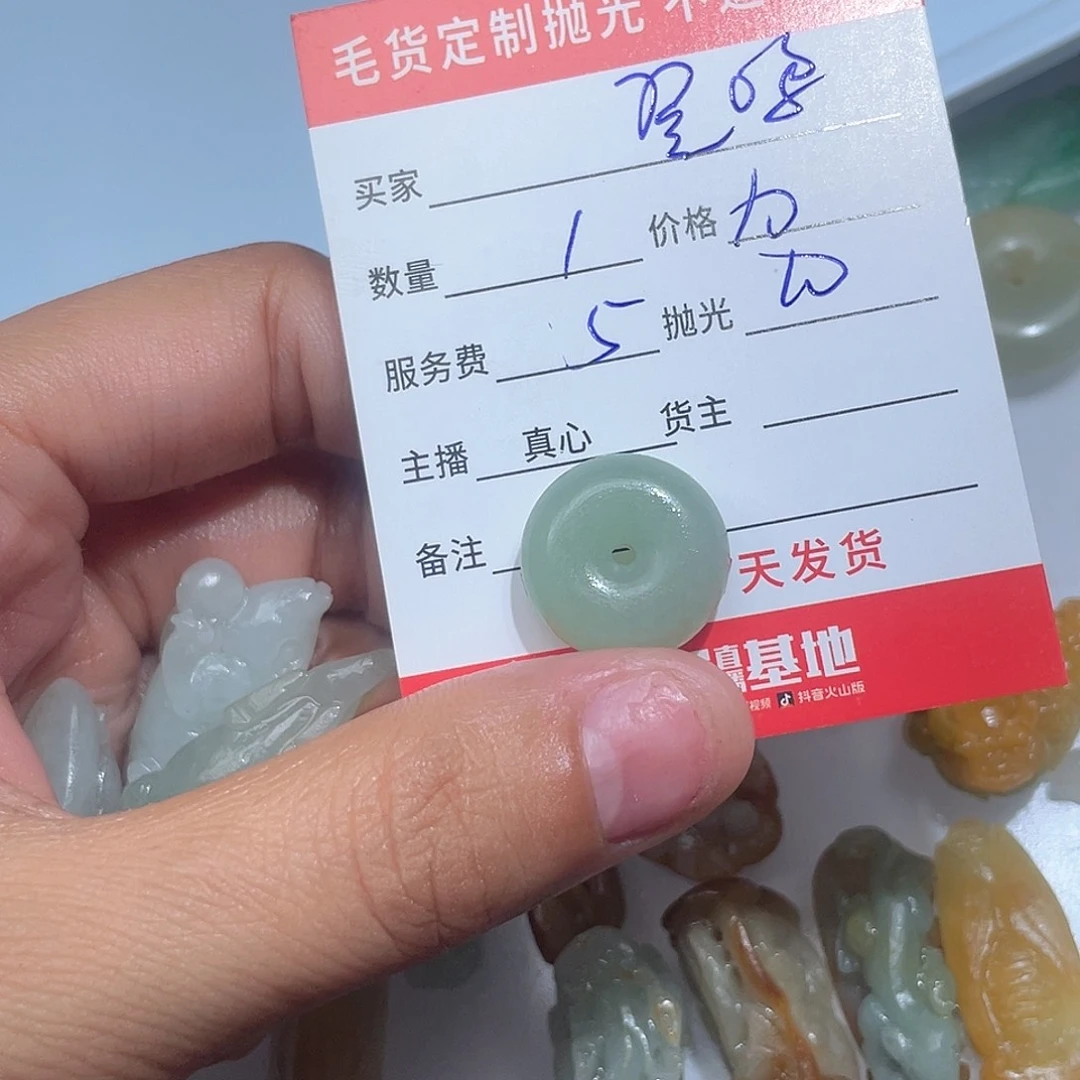 毛货定制抛光 不
买家
数量 1 价格
服务费 5 抛光
主播 真心 货主
备注
天发货
基地
视频 抖音火山版